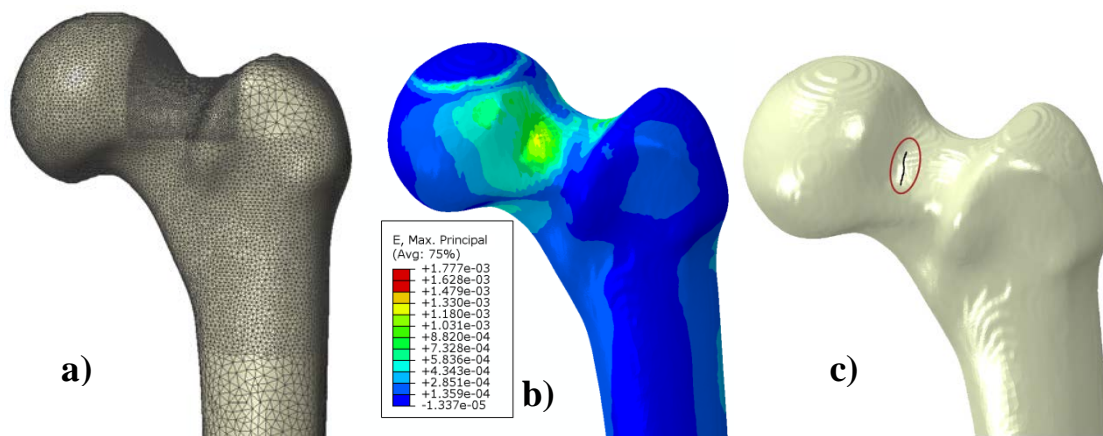 a)
E, Max. Principal
(Avg: 75%)
+1.777e-03
+1.628e-03
+1.479e-03
+1.330e-03
+1.180e-03
+1.031e-03
+8.820e-04
+7.328e-04
+5.836e-04
+4.343e-04
+2.851e-04
+1.359e-04
-1.337e-05
b)
c)